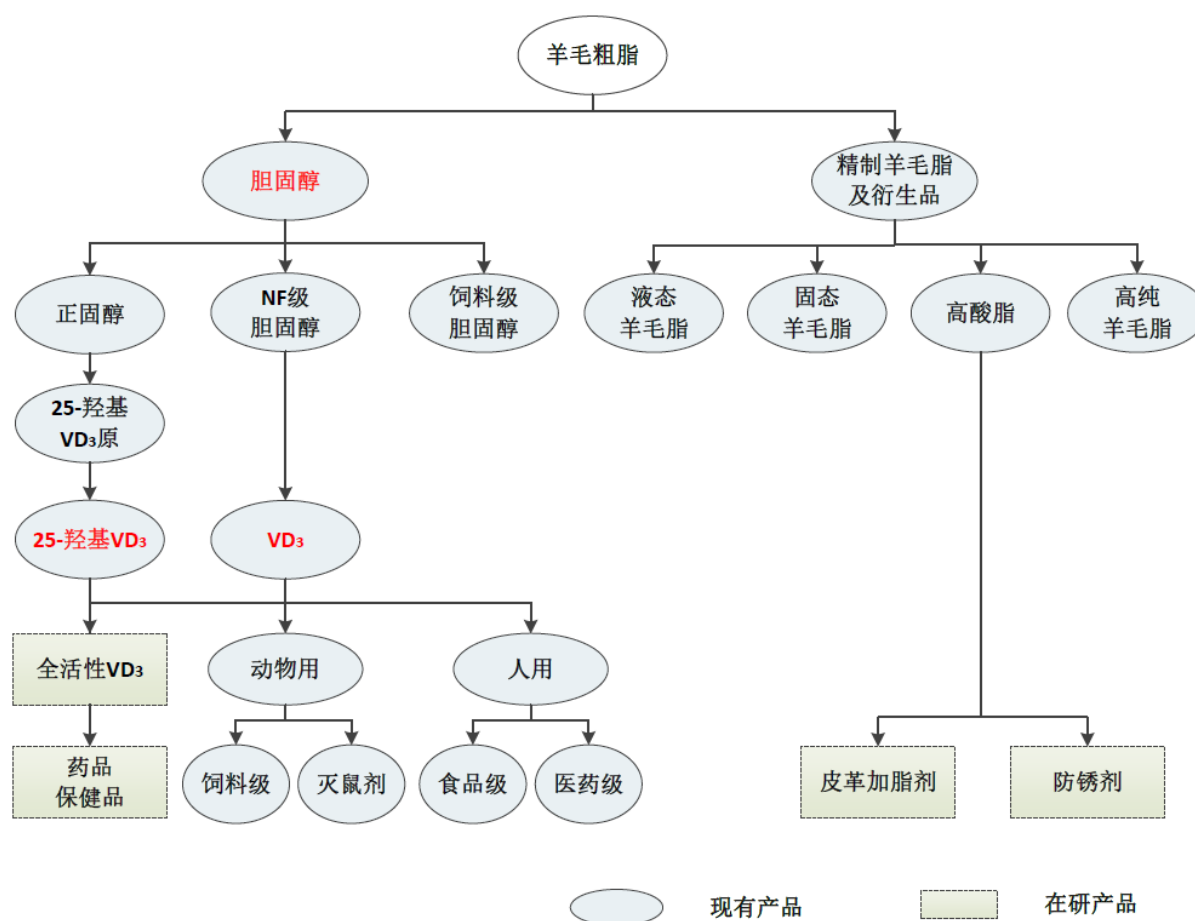 羊毛粗脂
胆固醇
精制羊毛脂
及衍生品
正固醇
NF级
胆固醇
饲料级
胆固醇
液态
羊毛脂
固态
羊毛脂
高酸脂
高纯
羊毛脂
25-羟基
VD₃原
25-羟基VD₃
VD₃
全活性VD₃
动物用
人用
药品
保健品
饲料级
灭鼠剂
食品级
医药级
皮革加脂剂
防锈剂
现有产品
在研产品